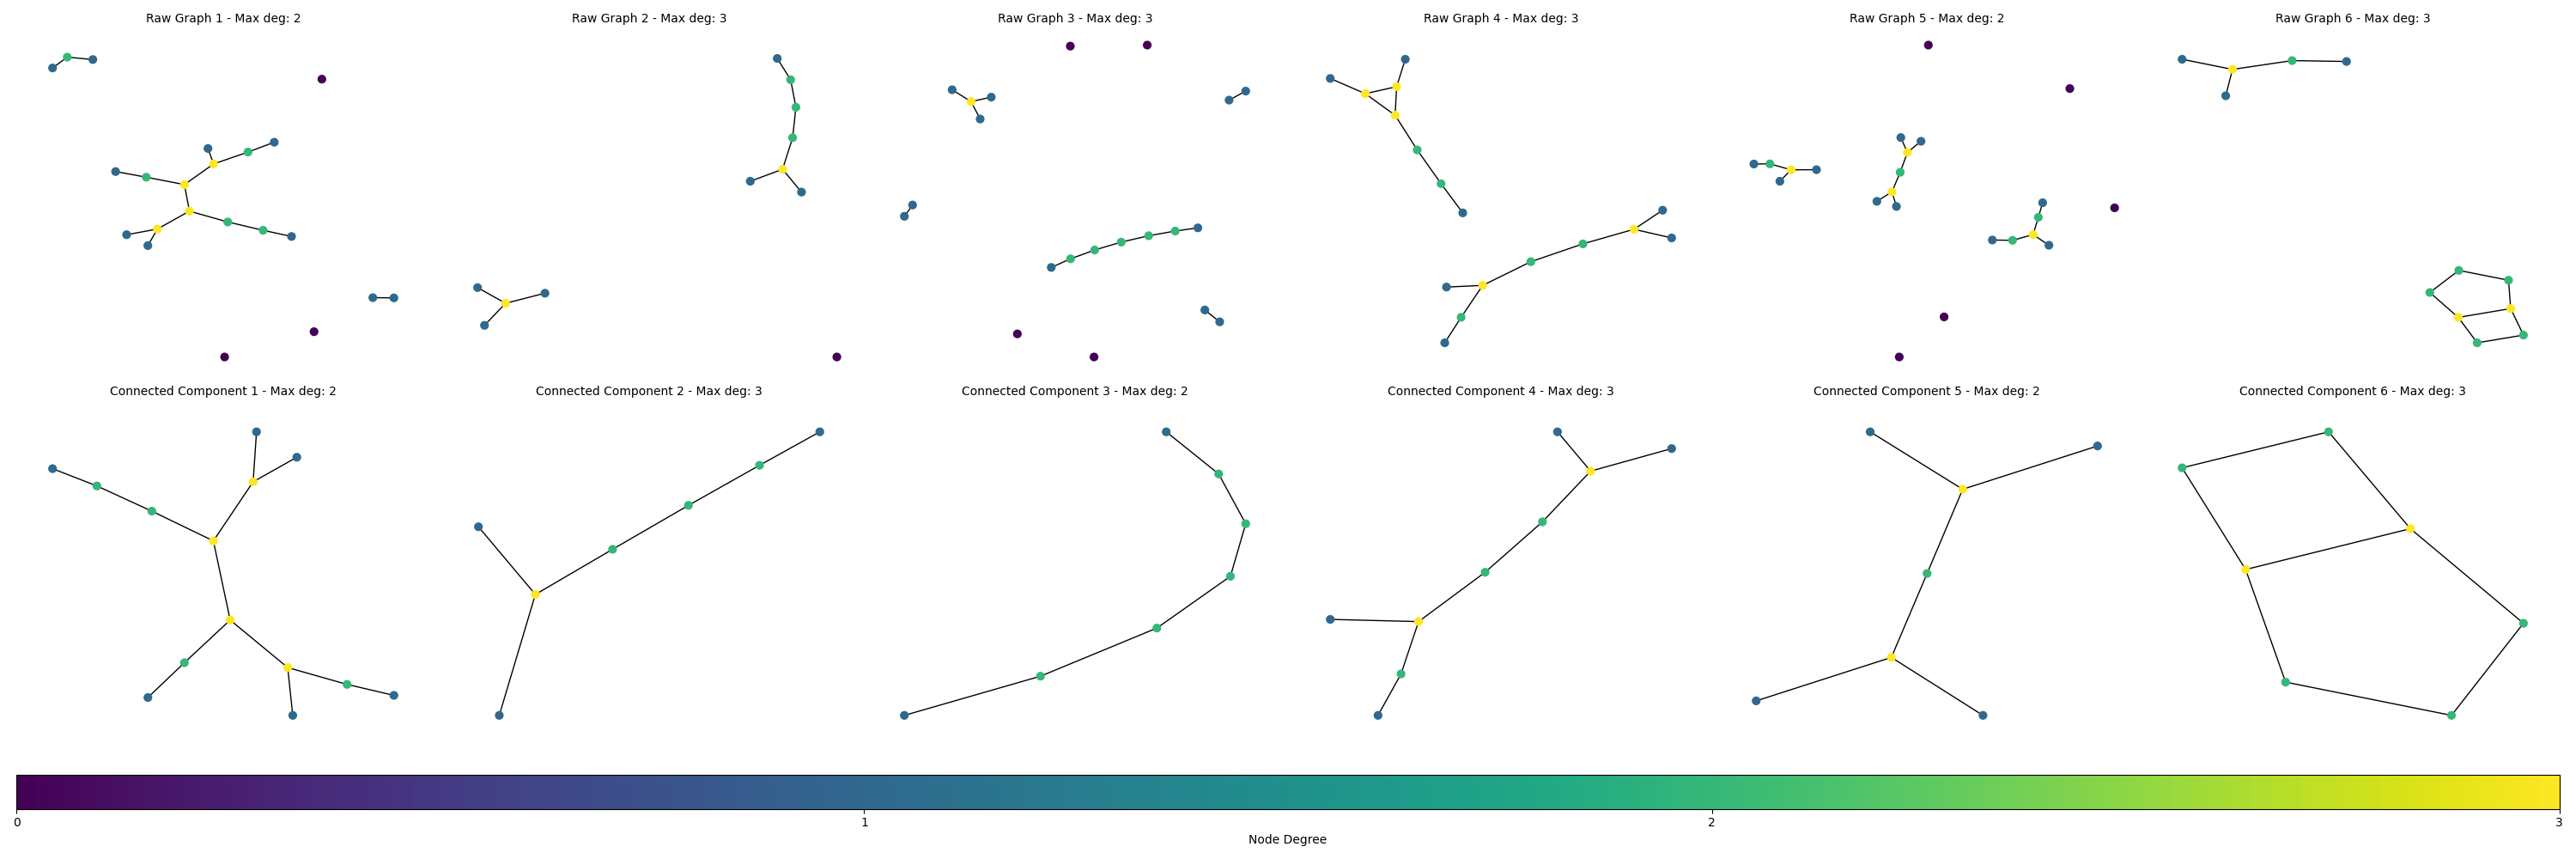 Raw Graph 1 - Max deg: 2
Raw Graph 2 - Max deg: 3
Raw Graph 3 - Max deg: 3
Raw Graph 4 - Max deg: 3
Raw Graph 5 - Max deg: 2
Raw Graph 6 - Max deg: 3
Connected Component 1 - Max deg: 2
Connected Component 2 - Max deg: 3
Connected Component 3 - Max deg: 2
Connected Component 4 - Max deg: 3
Connected Component 5 - Max deg: 2
Connected Component 6 - Max deg: 3
0 1 2 3
Node Degree